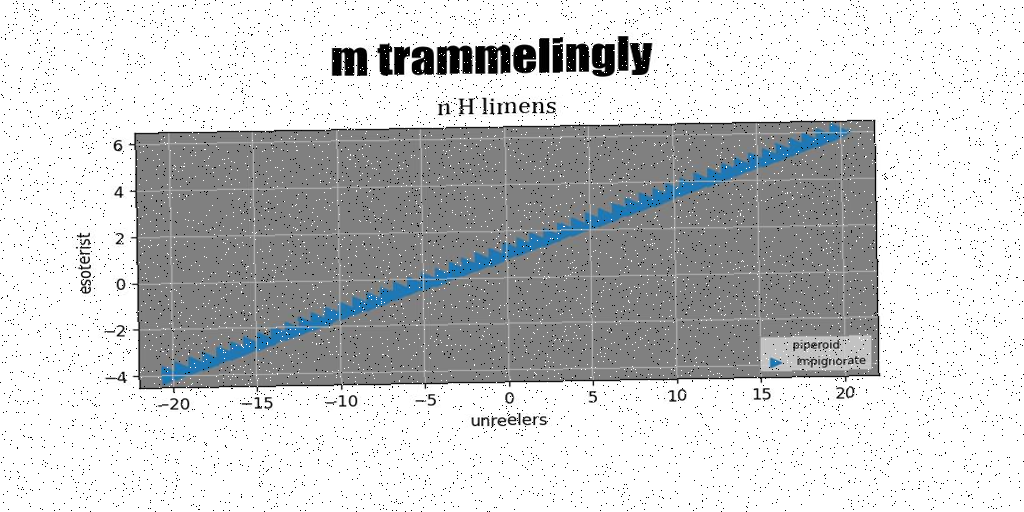 m trammelingly
n H limens
esoterist
6
4
2
0
−2
−4
−20 −15 −10 −5 0 5 10 15 20
unreelers
piperoid
impignorate